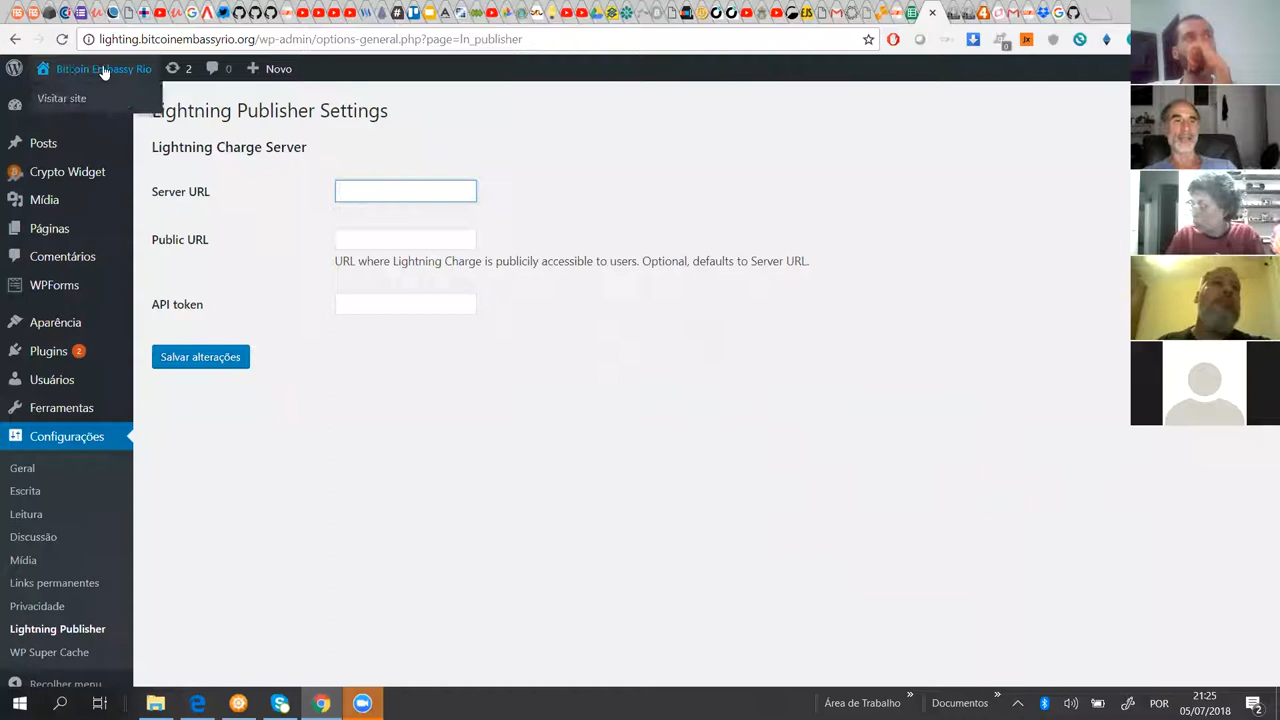 lighting.bitcoinembassyrio.org/wp-admin/options-general.php?page=ln_publisher
Bitcoin Embassy Rio
2
0
Novo
Visitar site
Lightning Publisher Settings
Posts
Lightning Charge Server
Crypto Widget
Server URL
Mídia
Páginas
Public URL
Comentários
URL where Lightning Charge is publicily accessible to users. Optional, defaults to Server URL.
WPForms
API token
Aparência
Plugins 2
Salvar alterações
Usuários
Ferramentas
Configurações
Geral
Escrita
Leitura
Discussão
Mídia
Links permanentes
Privacidade
Lightning Publisher
WP Super Cache
Recolher menu
Área de Trabalho
Documentos
POR
21:25
05/07/2018
2